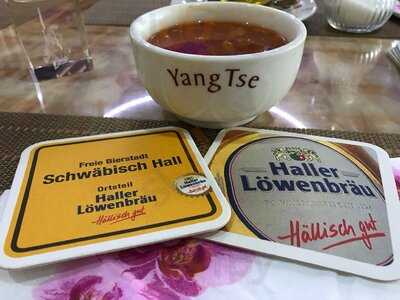 Yang Tse
Freie Bierstadt
Schwäbisch Hall
Ortsteil
Haller
Löwenbräu
Hällisch gut
Haller
Löwenbräu
Hällisch gut